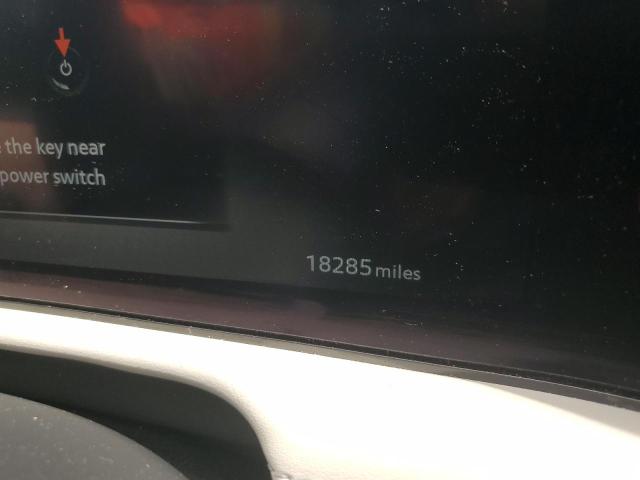 the key near
power switch
18285 miles